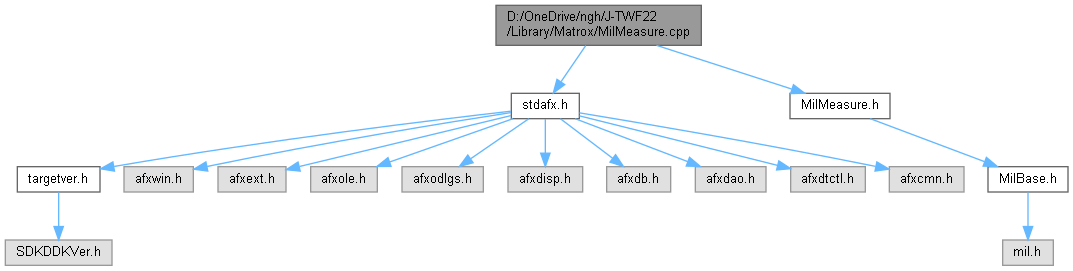 D:/OneDrive/ngh/J-TWF22
/Library/Matrox/MilMeasure.cpp
stdafx.h
MilMeasure.h
targetver.h
afxwin.h
afxext.h
afxole.h
afxodlgs.h
afxdisp.h
afxdb.h
afxdao.h
afxdtctl.h
afxcmn.h
MilBase.h
SDKDDKVer.h
mil.h